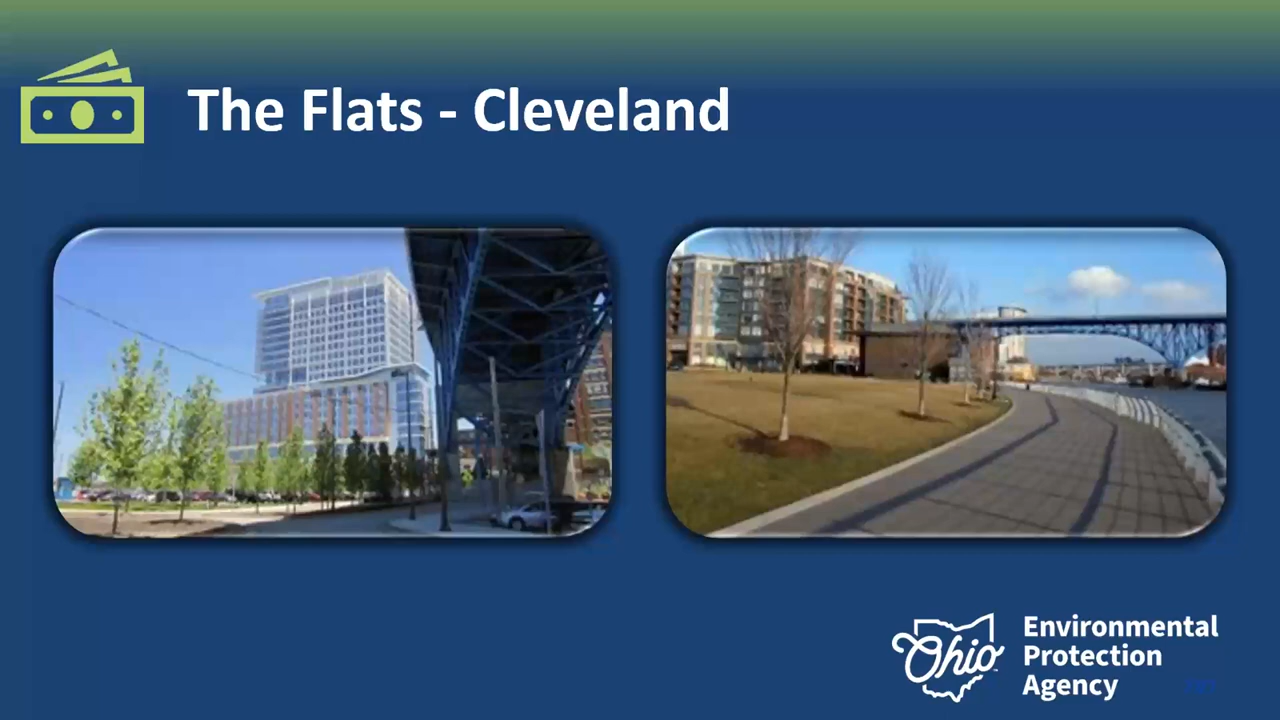 The Flats - Cleveland
Ohio
Environmental
Protection
Agency